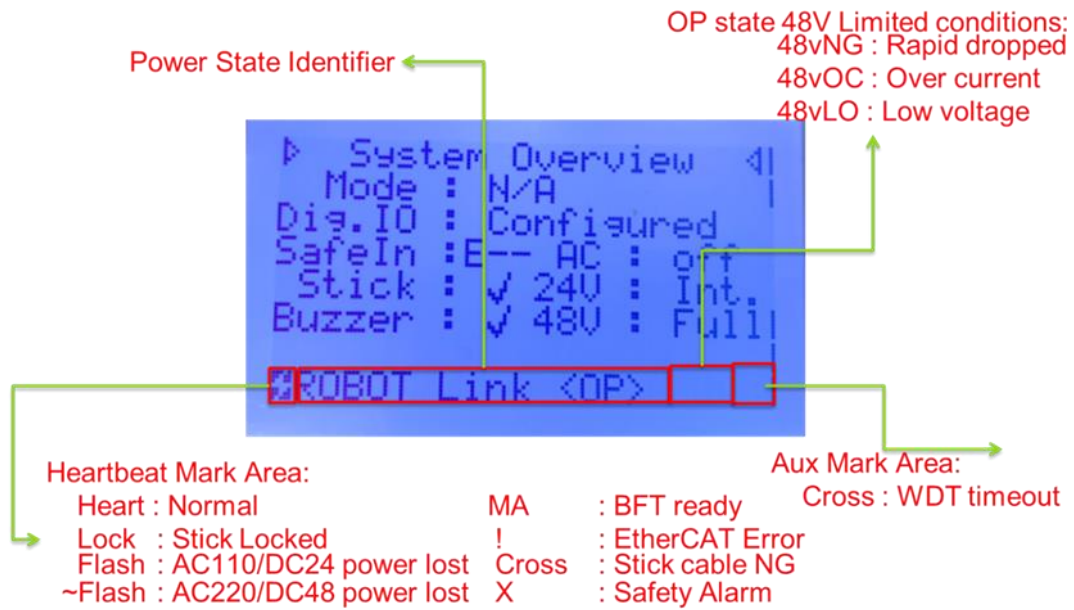 OP state 48V Limited conditions:
48vNG : Rapid dropped
48vOC : Over current
48vLO : Low voltage
Power State Identifier
System Overview
Mode : N/A
Dig.IO : Configured
SafeIn :E-- AC : off
Stick : ✓ 24V : Int.
Buzzer : ✓ 48V : Full
ROBOT Link <OP>
Heartbeat Mark Area:
Heart : Normal MA : BFT ready
Lock : Stick Locked ! : EtherCAT Error
Flash : AC110/DC24 power lost Cross : Stick cable NG
~Flash : AC220/DC48 power lost X : Safety Alarm
Aux Mark Area:
Cross : WDT timeout